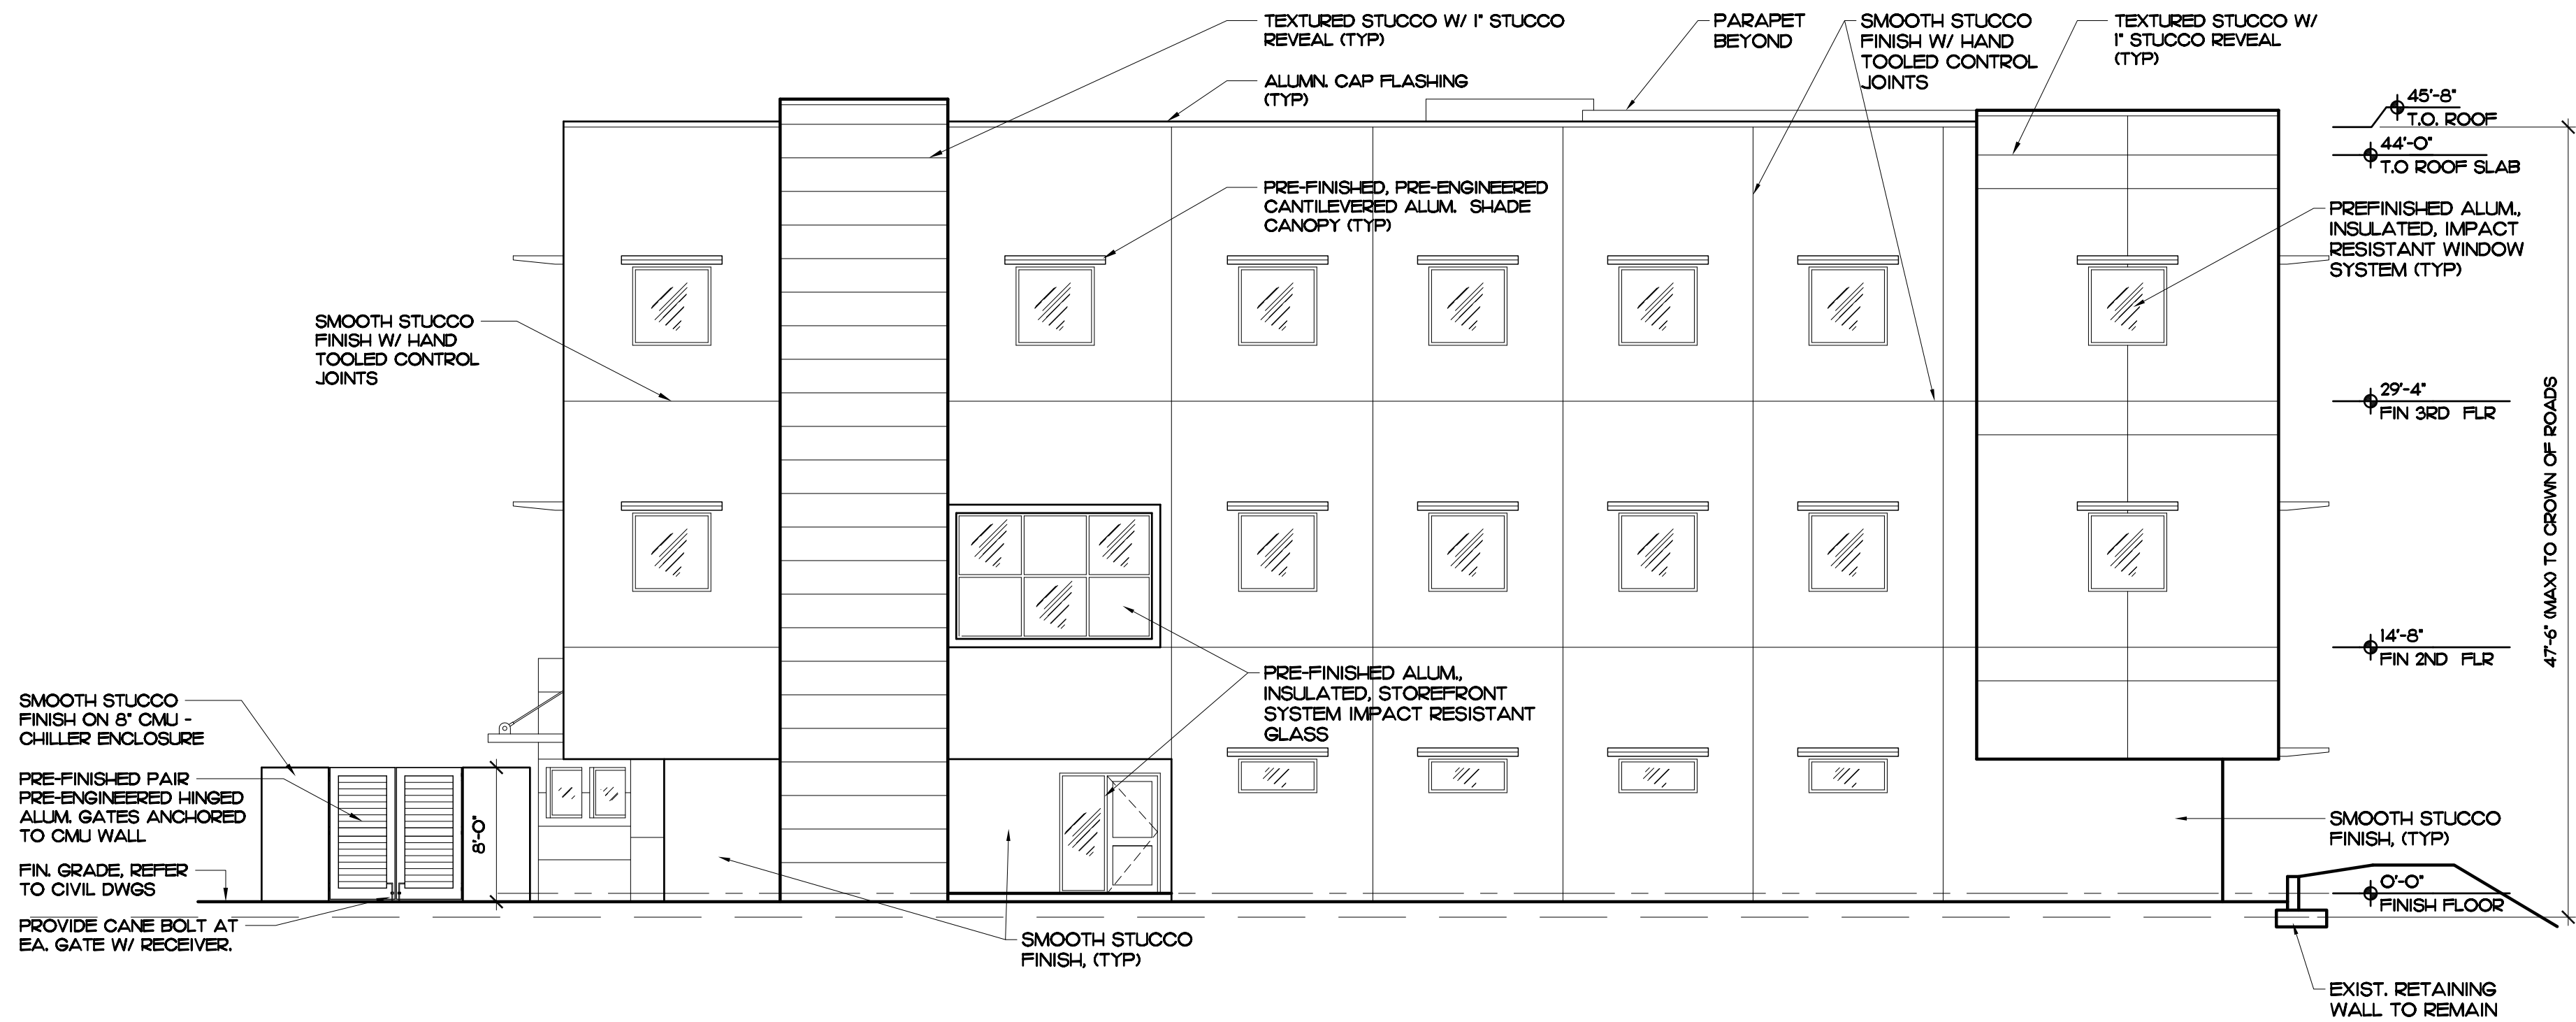 TEXTURED STUCCO W/ 1" STUCCO
REVEAL (TYP)
PARAPET
BEYOND
SMOOTH STUCCO
FINISH W/ HAND
TOOLED CONTROL
JOINTS
TEXTURED STUCCO W/
1" STUCCO REVEAL
(TYP)
ALUMN. CAP FLASHING
(TYP)
45'-8"
T.O. ROOF
44'-0"
T.O ROOF SLAB
PRE-FINISHED, PRE-ENGINEERED
CANTILEVERED ALUM. SHADE
CANOPY (TYP)
PREFINISHED ALUM.,
INSULATED, IMPACT
RESISTANT WINDOW
SYSTEM (TYP)
SMOOTH STUCCO
FINISH W/ HAND
TOOLED CONTROL
JOINTS
29'-4"
FIN 3RD FLR
47'-6" (MAX) TO CROWN OF ROADS
14'-8"
FIN 2ND FLR
PRE-FINISHED ALUM.,
INSULATED, STOREFRONT
SYSTEM IMPACT RESISTANT
GLASS
SMOOTH STUCCO
FINISH ON 8" CMU -
CHILLER ENCLOSURE
PRE-FINISHED PAIR
PRE-ENGINEERED HINGED
ALUM. GATES ANCHORED
TO CMU WALL
8'-0"
FIN. GRADE, REFER
TO CIVIL DWGS
PROVIDE CANE BOLT AT
EA. GATE W/ RECEIVER.
SMOOTH STUCCO
FINISH, (TYP)
SMOOTH STUCCO
FINISH, (TYP)
0'-0"
FINISH FLOOR
EXIST. RETAINING
WALL TO REMAIN